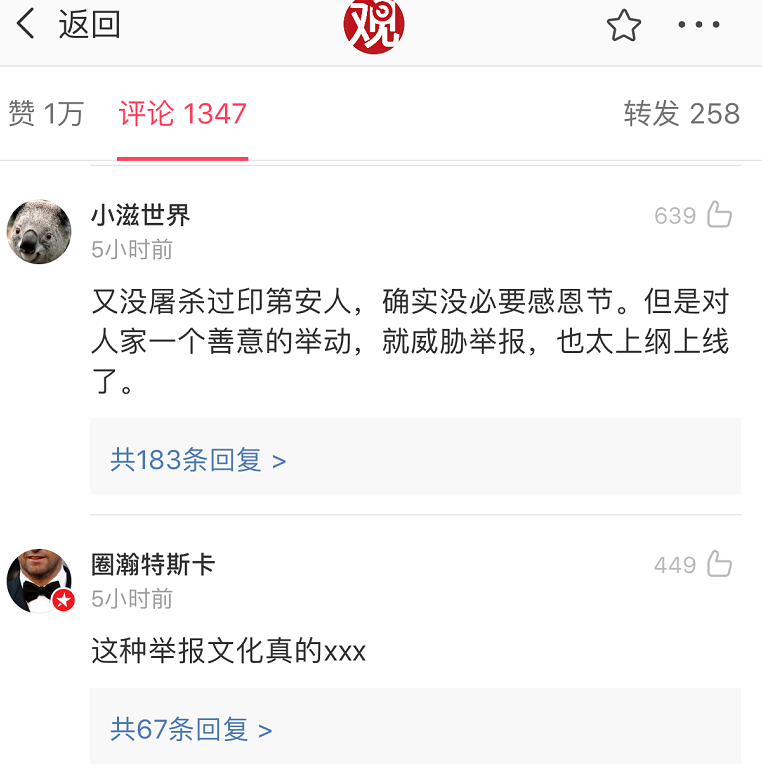 返回
观
赞 1万 评论 1347 转发 258
小滋世界 639
5小时前
又没屠杀过印第安人，确实没必要感恩节。但是对
人家一个善意的举动，就威胁举报，也太上纲上线
了。
共183条回复 >
圈瀚特斯卡 449
5小时前
这种举报文化真的xxx
共67条回复 >